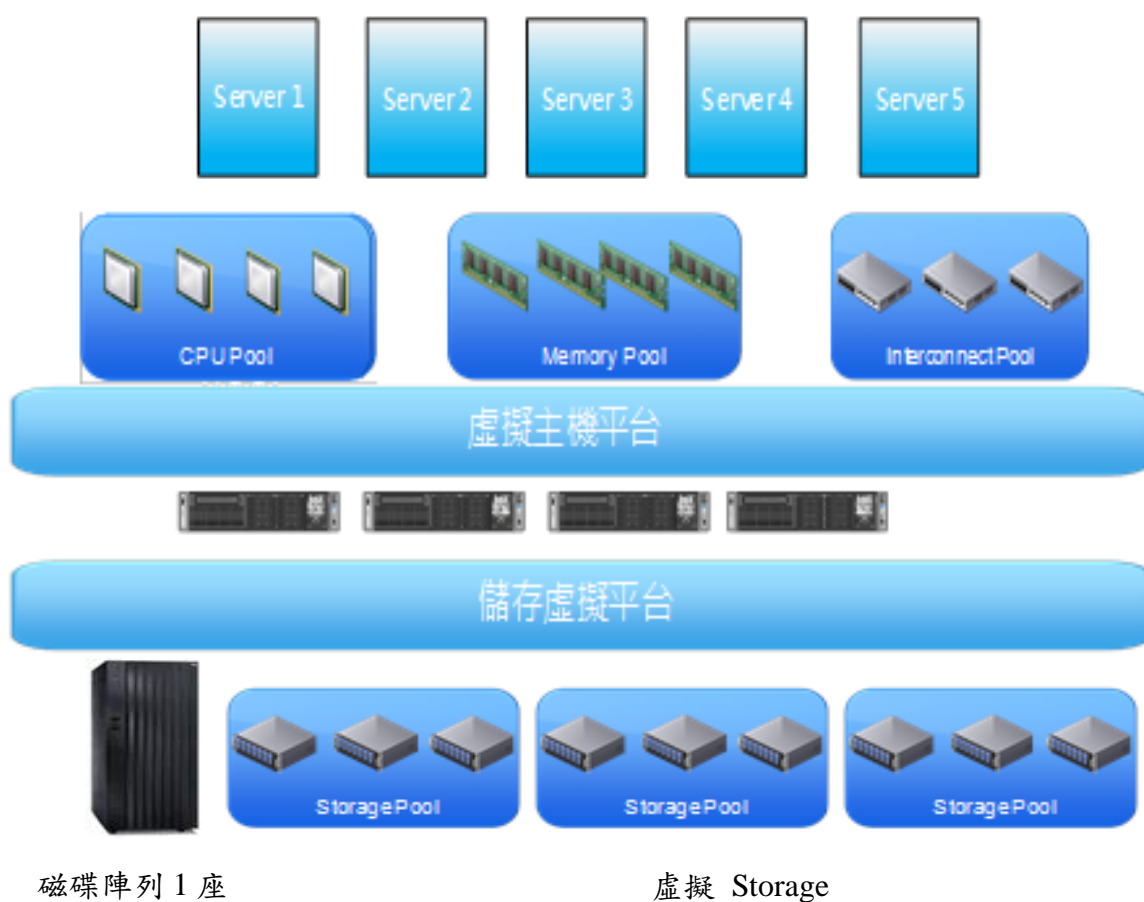 Server 1
Server 2
Server 3
Server 4
Server 5
CPU Pool
Memory Pool
Interconnect Pool
虛擬主機平台
儲存虛擬平台
Storage Pool
Storage Pool
Storage Pool
磁碟陣列 1 座
虛擬 Storage